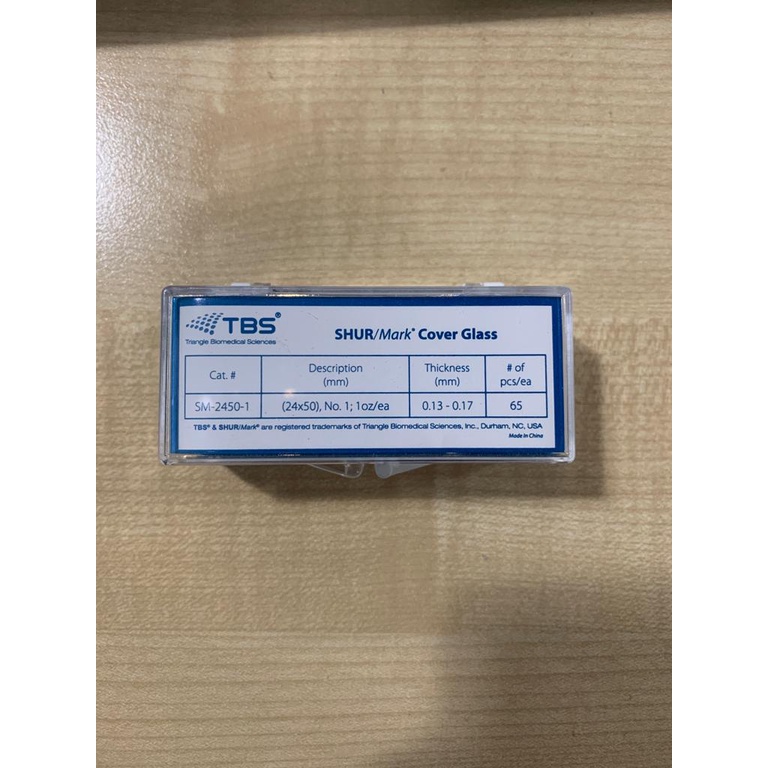 TBS®
Triangle Biomedical Sciences
SHUR/Mark® Cover Glass
Cat. # Description (mm) Thickness (mm) # of pcs/ea
SM-2450-1 (24x50), No. 1; 1oz/ea 0.13 - 0.17 65
TBS® & SHUR/Mark® are registered trademarks of Triangle Biomedical Sciences, Inc., Durham, NC, USA
Made in China